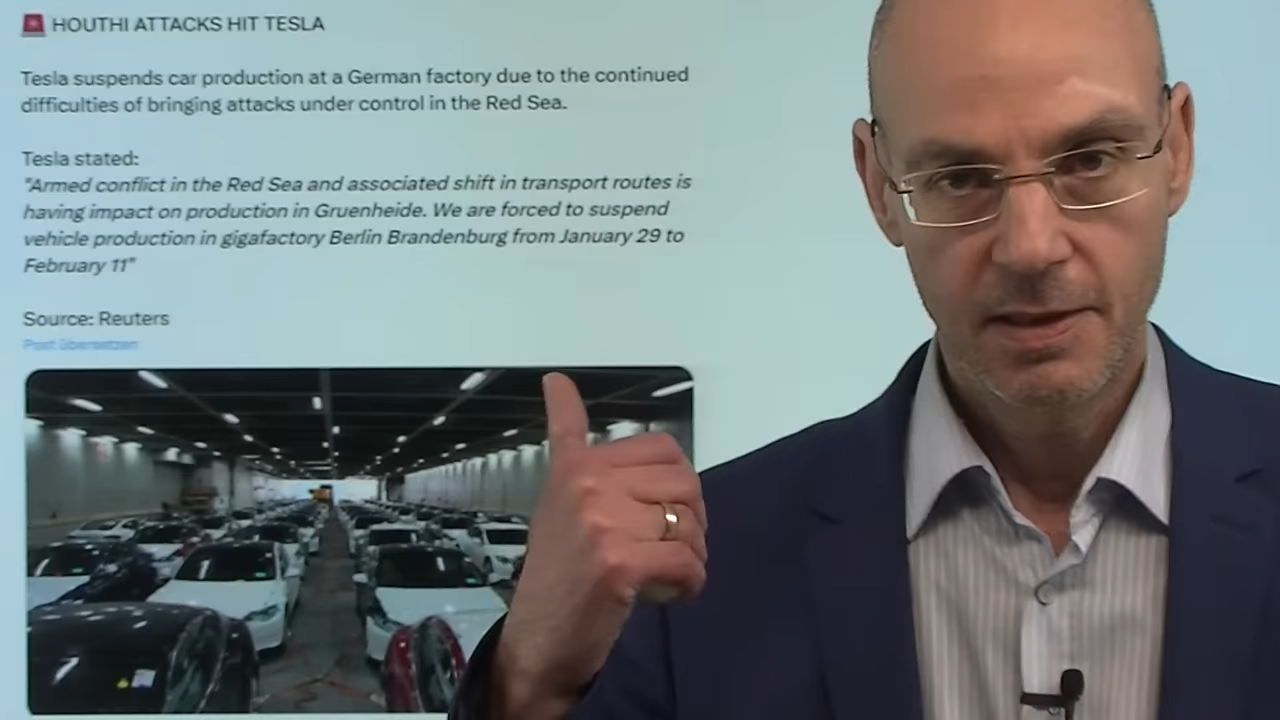 🚨 HOUTHI ATTACKS HIT TESLA
Tesla suspends car production at a German factory due to the continued
difficulties of bringing attacks under control in the Red Sea.
Tesla stated:
"Armed conflict in the Red Sea and associated shift in transport routes is
having impact on production in Gruenheide. We are forced to suspend
vehicle production in gigafactory Berlin Brandenburg from January 29 to
February 11"
Source: Reuters
Post übersetzen